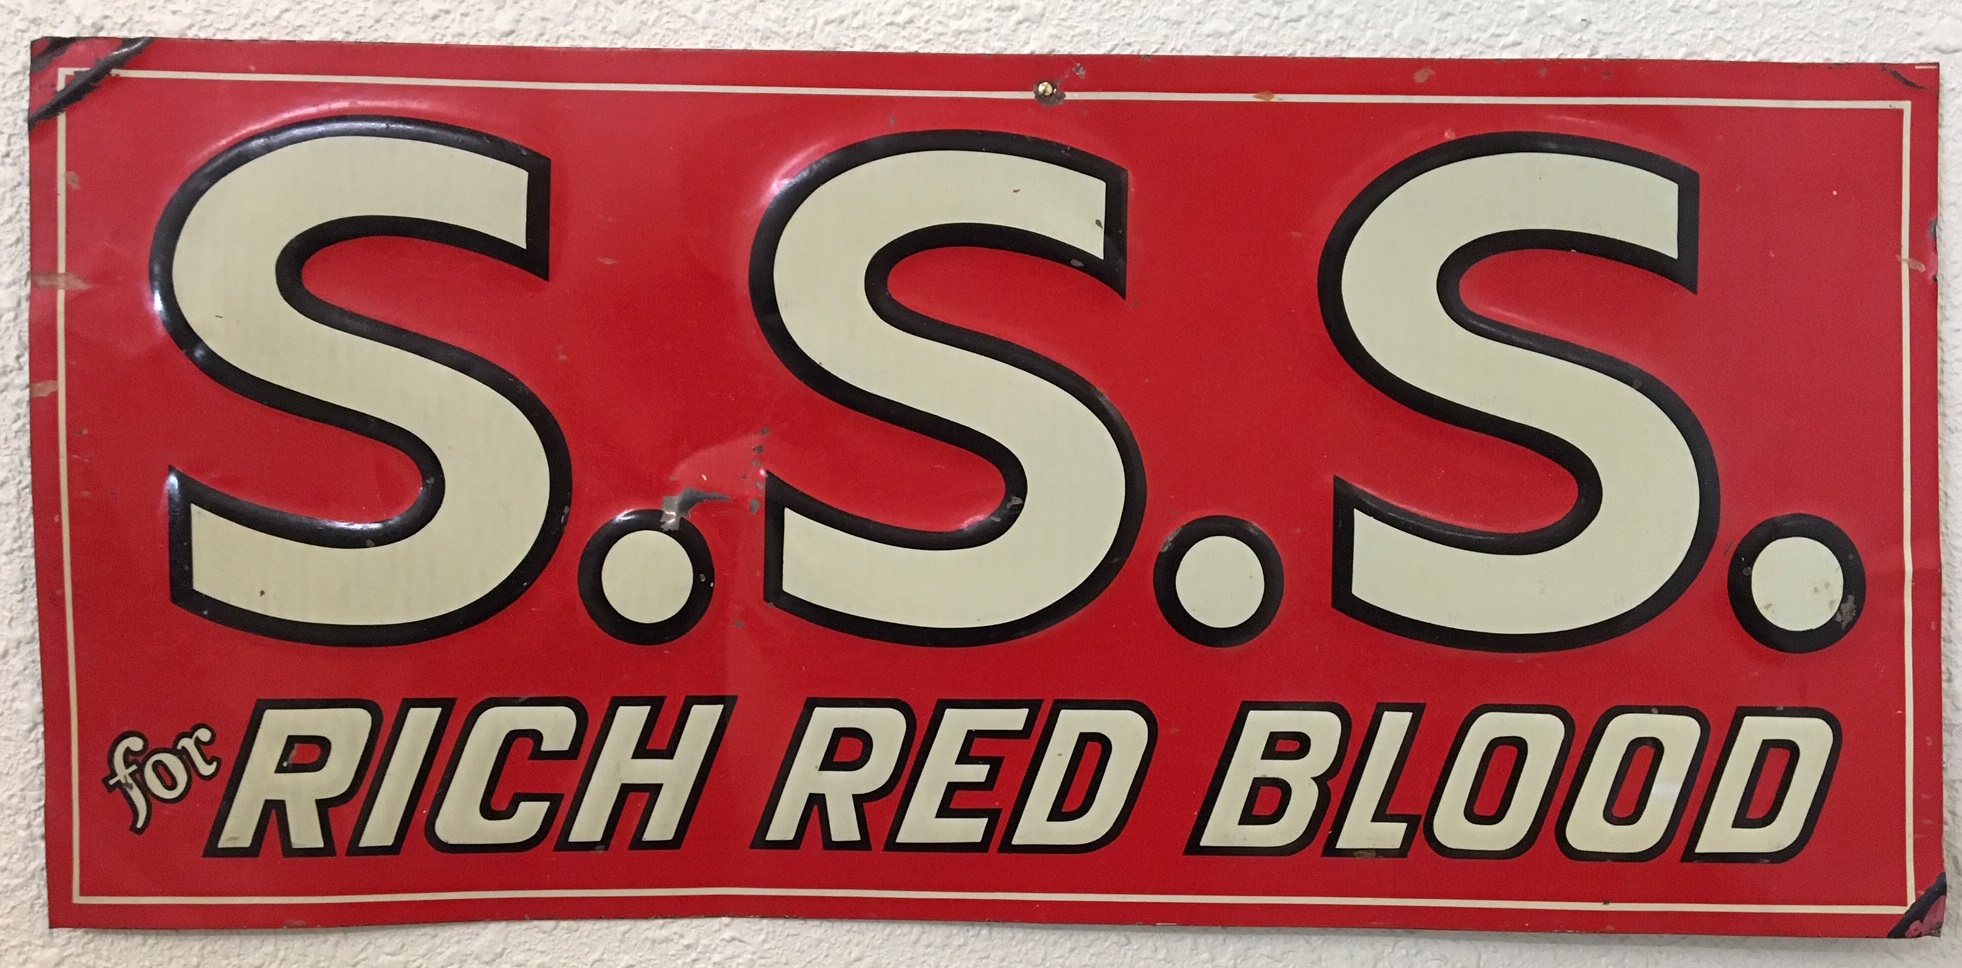 S.S.S.
for RICH RED BLOOD